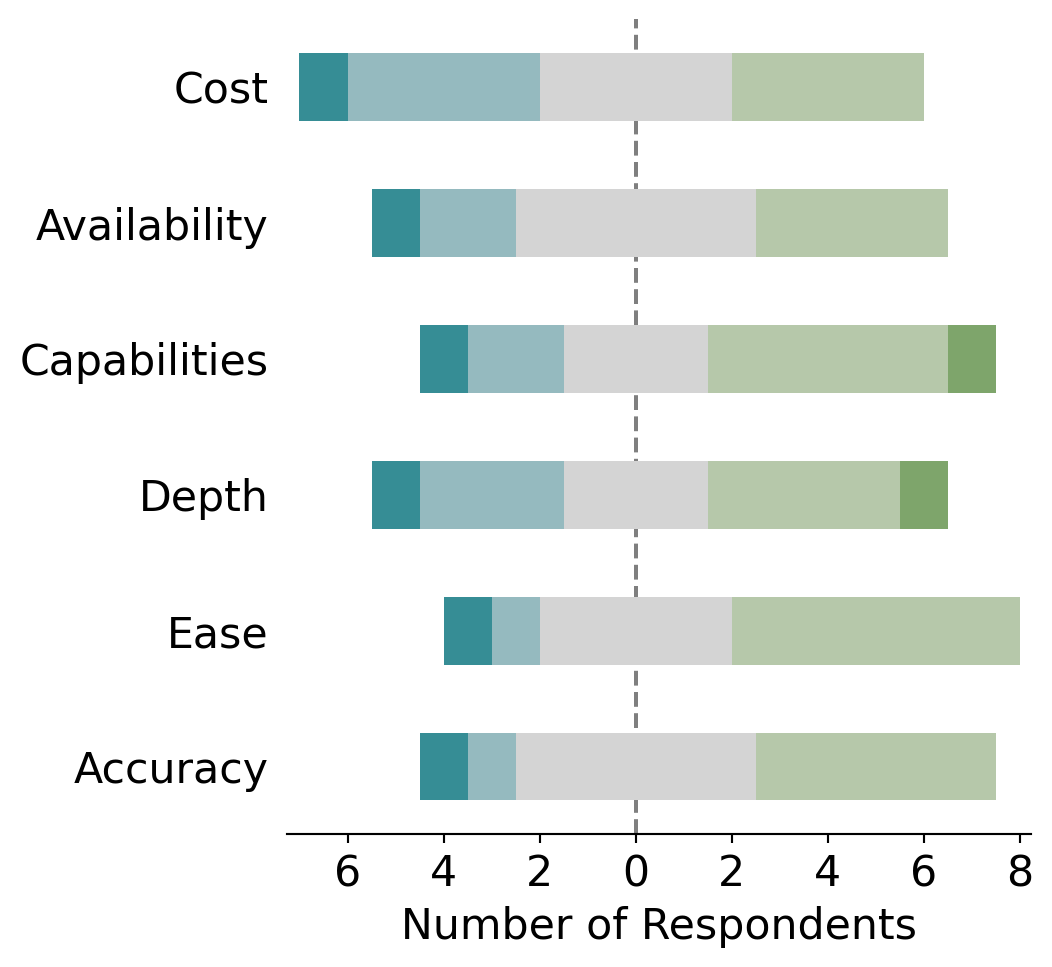 Cost
Availability
Capabilities
Depth
Ease
Accuracy
6 4 2 0 2 4 6 8
Number of Respondents